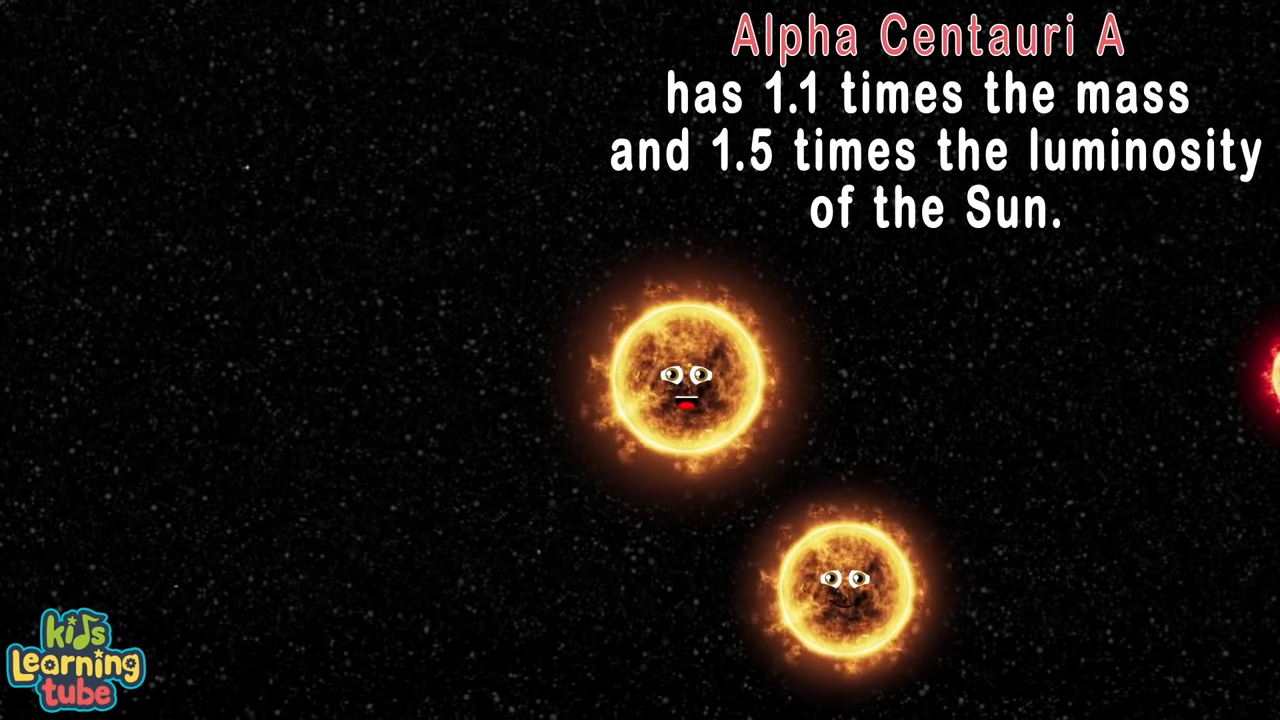 Alpha Centauri A
has 1.1 times the mass
and 1.5 times the luminosity
of the Sun.
kids
Learning
tube